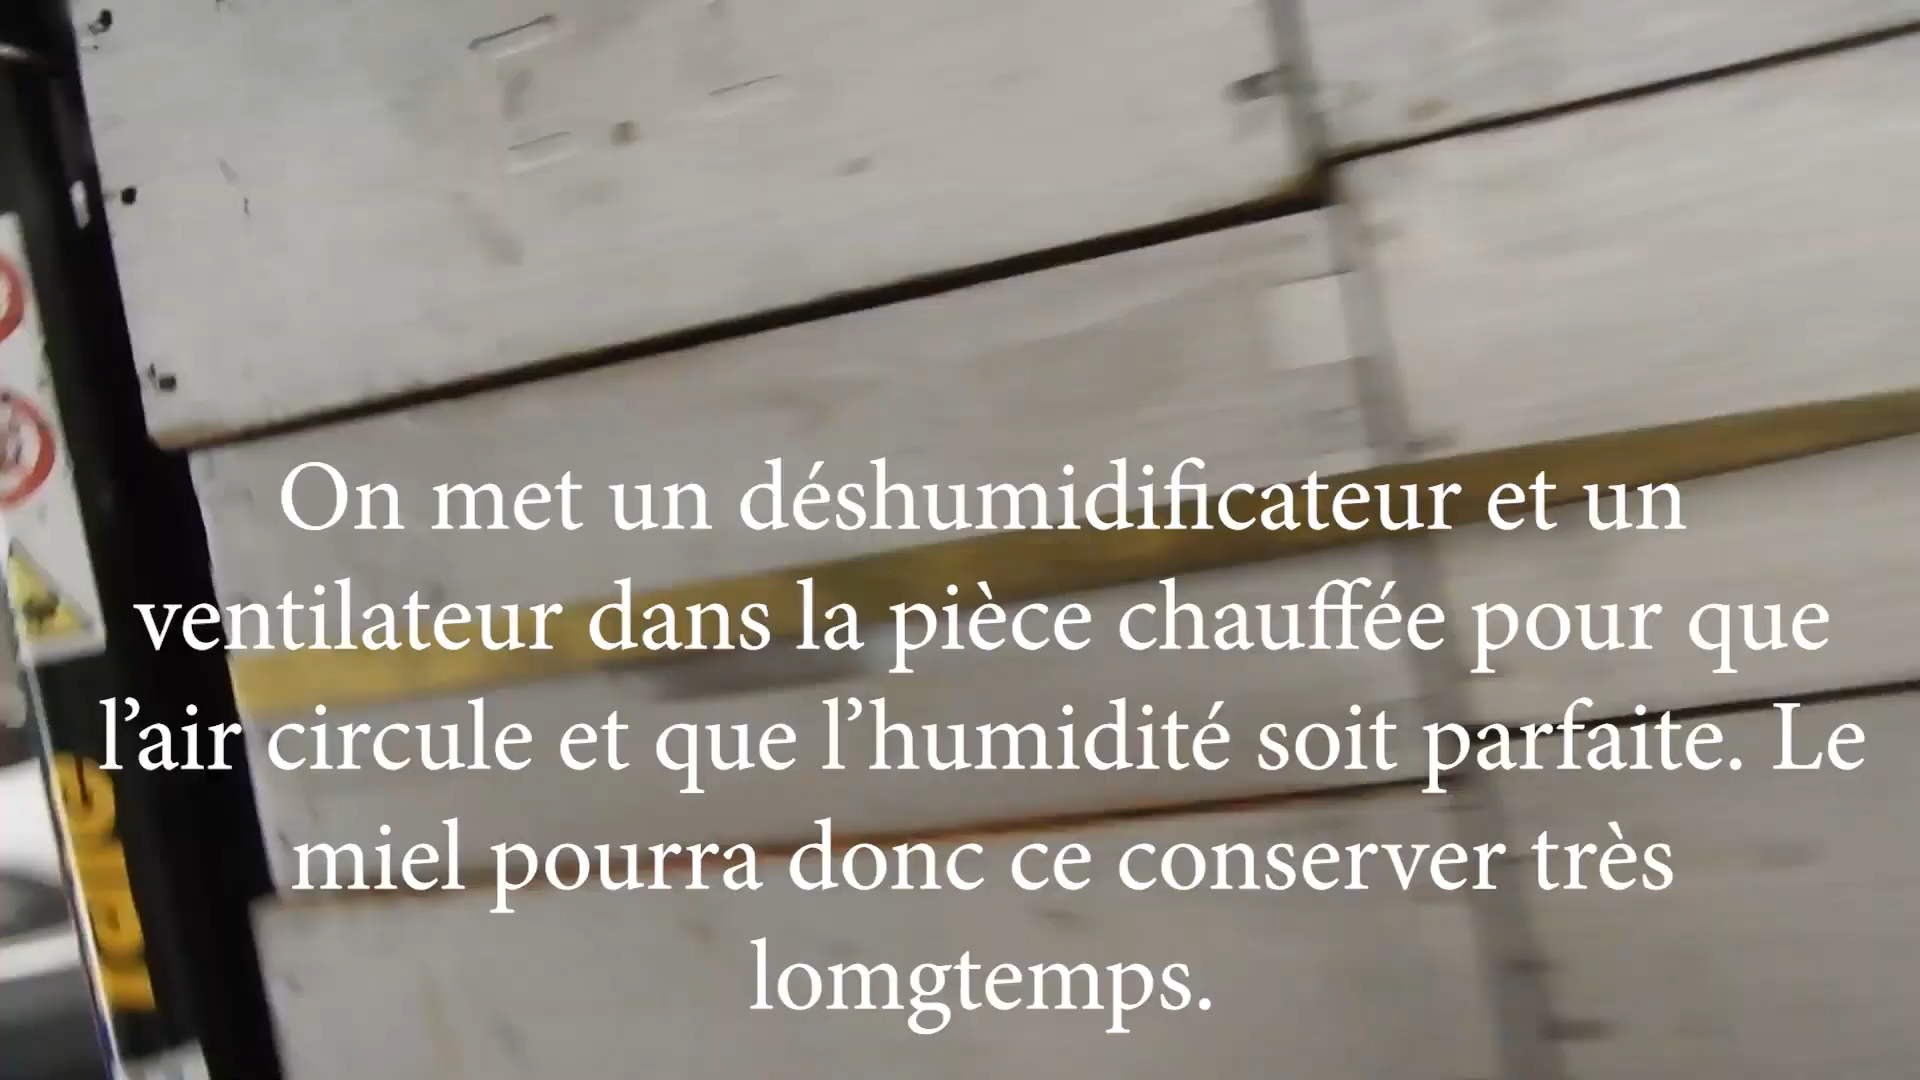 On met un déshumidificateur et un
ventilateur dans la pièce chauffée pour que
l’air circule et que l’humidité soit parfaite. Le
miel pourra donc ce conserver très
lomgtemps.